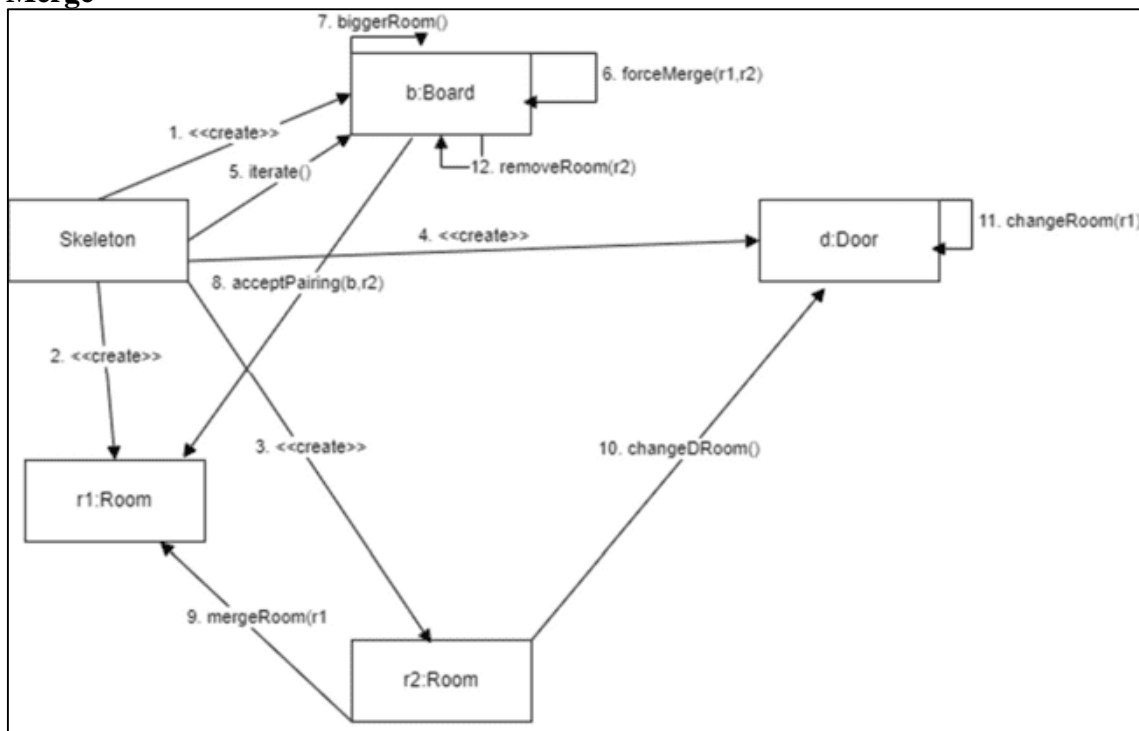 Merge
7. biggerRoom()
b:Board
6. forceMerge(r1,r2)
1. <<create>>
5. iterate()
12. removeRoom(r2)
Skeleton
4. <<create>>
d:Door
11. changeRoom(r1)
8. acceptPairing(b,r2)
2. <<create>>
3. <<create>>
10. changeDRoom()
r1:Room
9. mergeRoom(r1
r2:Room